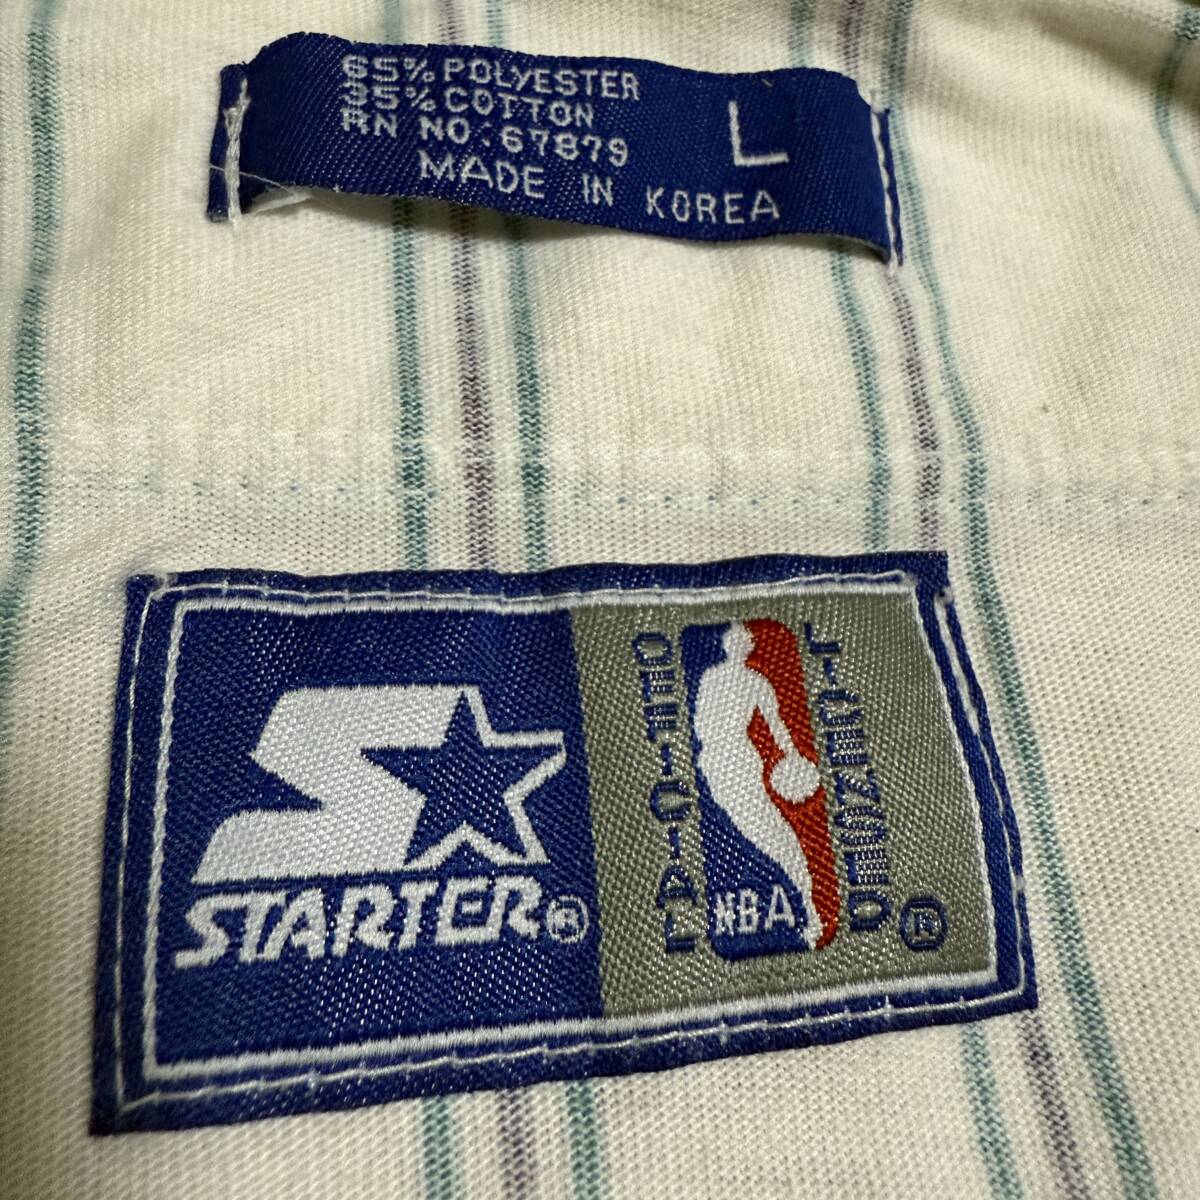 65% POLYESTER
35% COTTON
RN NO. 67879
MADE IN KOREA
L
STARTER®
OFFICIAL
NBA
LICENSED
®